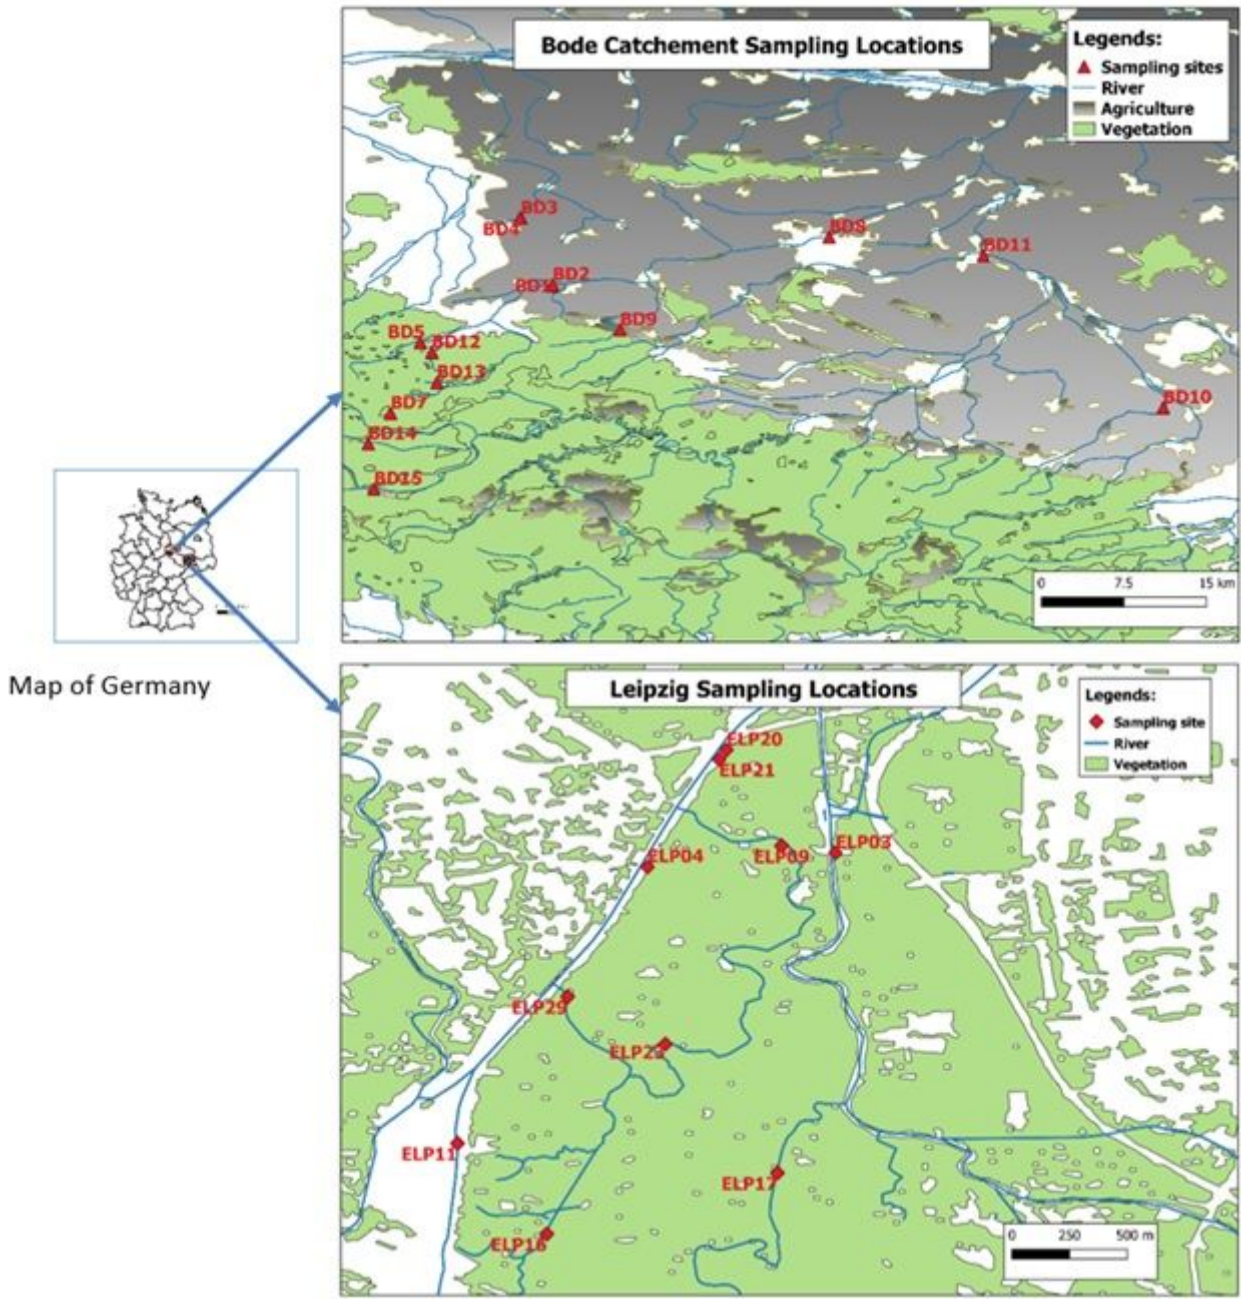 Bode Catchement Sampling Locations
Legends:
Sampling sites
River
Agriculture
Vegetation
BD3
BD4
BD8
BD11
BD2
BD1
BD9
BD5
BD12
BD13
BD7
BD10
BD14
BD15
0 7.5 15 km
Map of Germany
Leipzig Sampling Locations
Legends:
Sampling site
River
Vegetation
ELP20
ELP21
ELP03
ELP04
ELP09
ELP29
ELP11
ELP17
ELP16
0 250 500 m